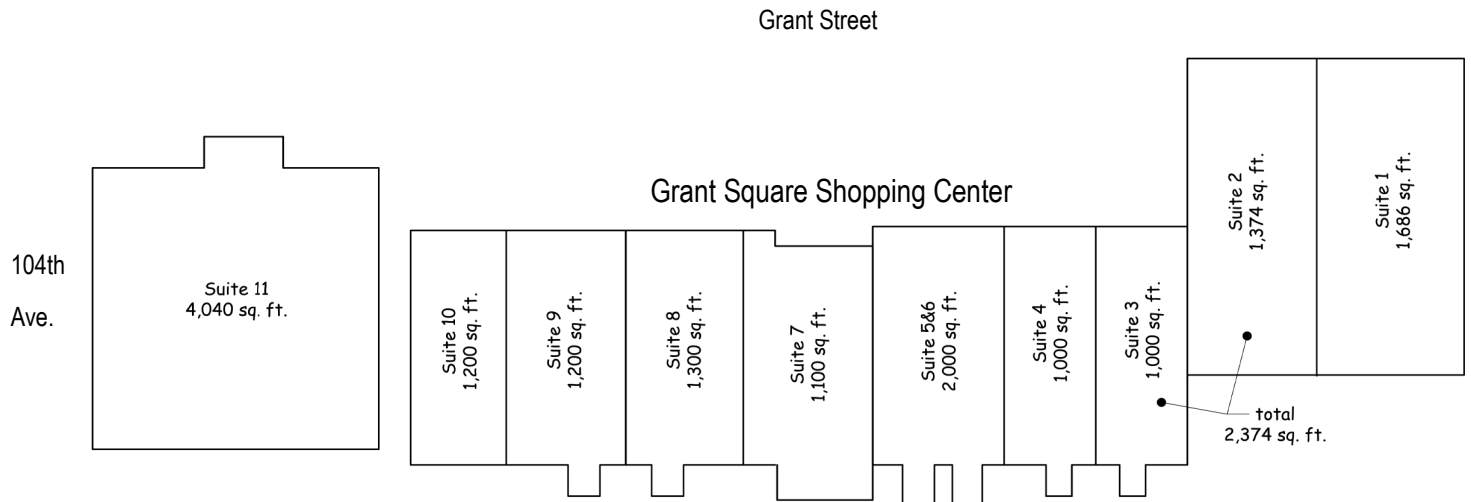 Grant Street
Grant Square Shopping Center
104th
Ave.
Suite 11
4,040 sq. ft.
Suite 10
1,200 sq. ft.
Suite 9
1,200 sq. ft.
Suite 8
1,300 sq. ft.
Suite 7
1,100 sq. ft.
Suite 5&6
2,000 sq. ft.
Suite 4
1,000 sq. ft.
Suite 3
1,000 sq. ft.
Suite 2
1,374 sq. ft.
Suite 1
1,686 sq. ft.
total
2,374 sq. ft.